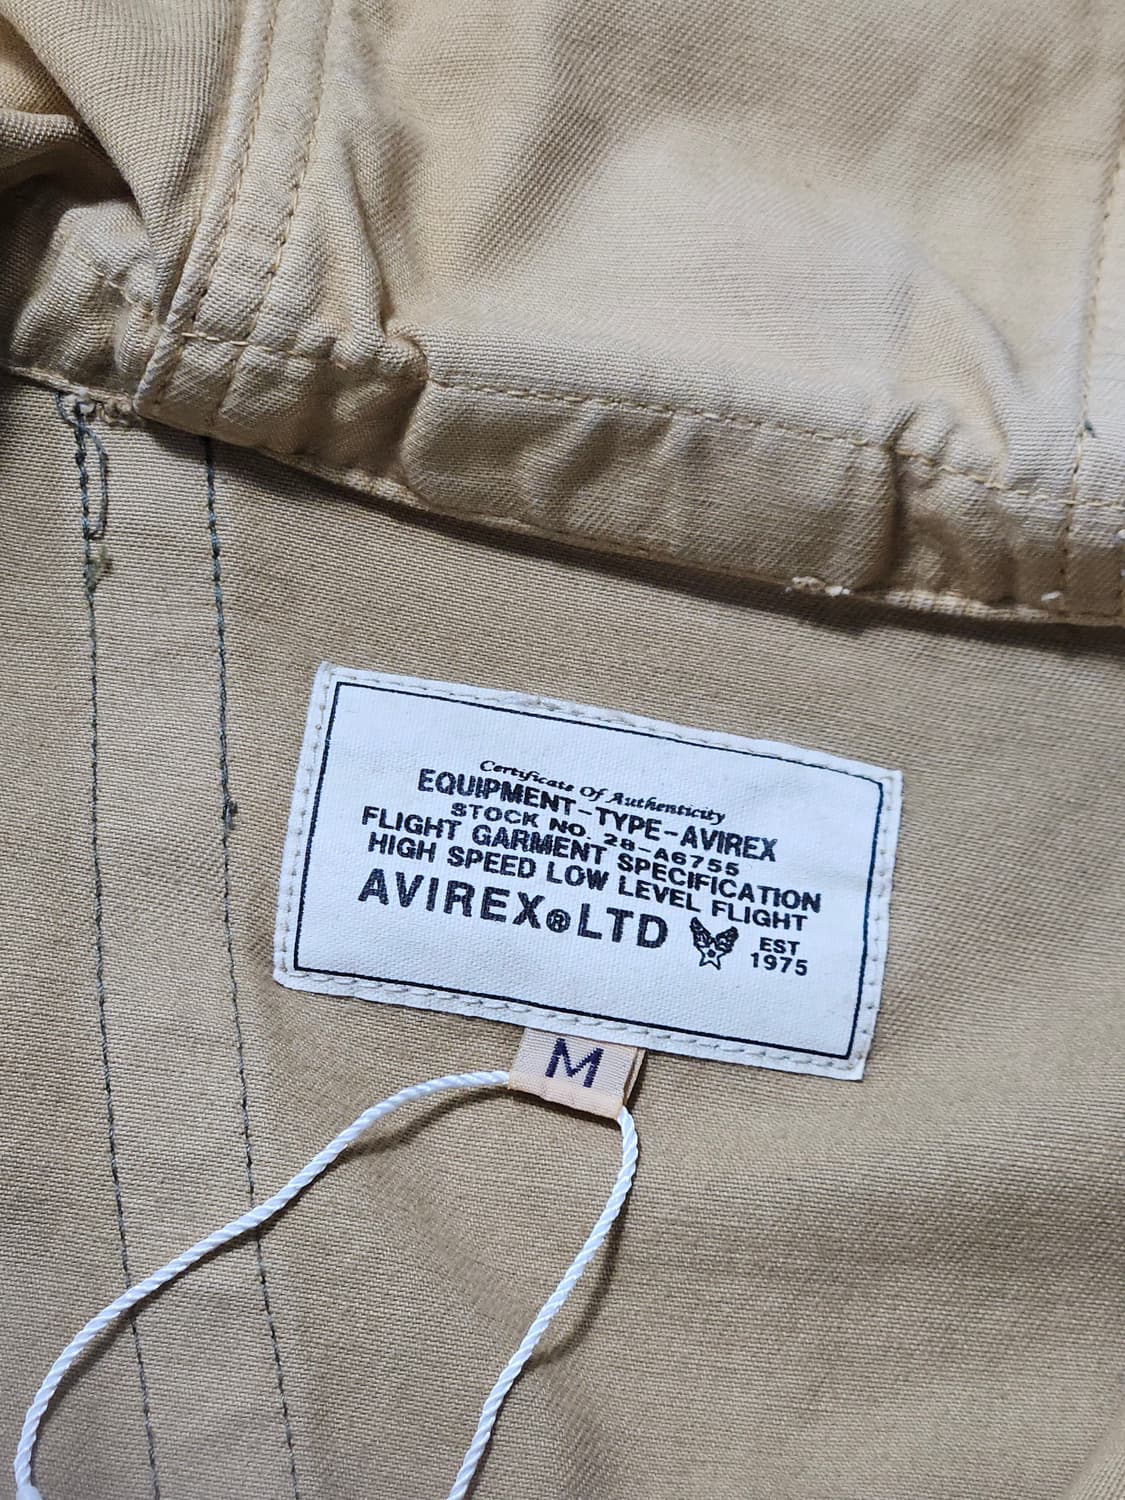 Certificate Of Authenticity
EQUIPMENT-TYPE-AVIREX
STOCK NO. 28-A6755
FLIGHT GARMENT SPECIFICATION
HIGH SPEED LOW LEVEL FLIGHT
AVIREX®LTD EST 1975
M